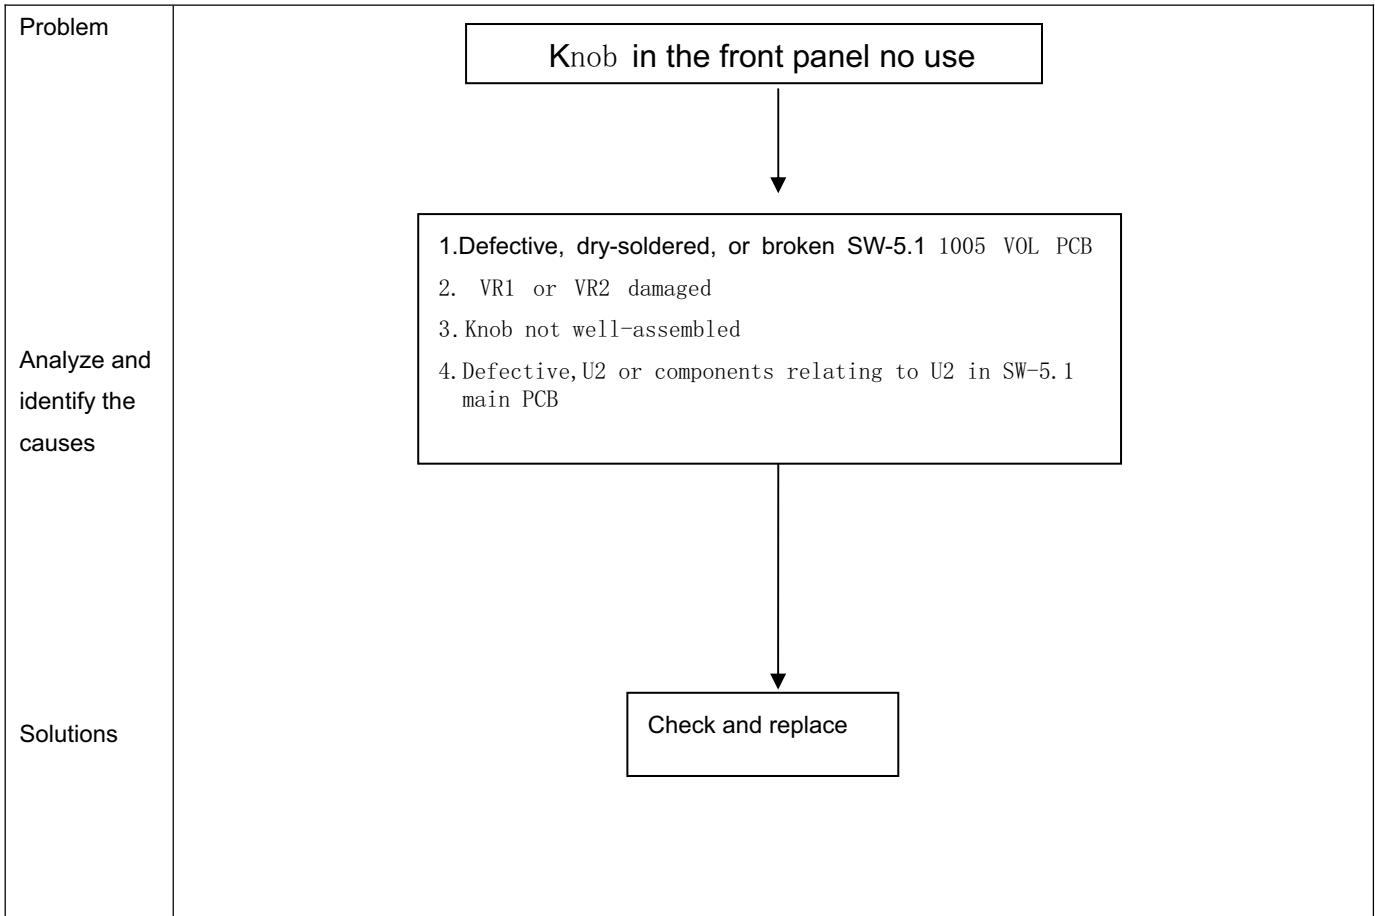 Problem
Knob in the front panel no use
1.Defective, dry-soldered, or broken SW-5.1 1005 VOL PCB
2. VR1 or VR2 damaged
3.Knob not well-assembled
4.Defective,U2 or components relating to U2 in SW-5.1
main PCB
Analyze and
identify the
causes
Solutions
Check and replace